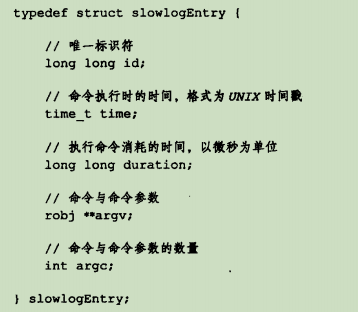 typedef struct slowlogEntry {
// 唯一标识符
long long id;
// 命令执行时的时间，格式为 UNIX 时间戳
time_t time;
// 执行命令消耗的时间，以微秒为单位
long long duration;
// 命令与命令参数
robj **argv;
// 命令与命令参数的数量
int argc;
} slowlogEntry;